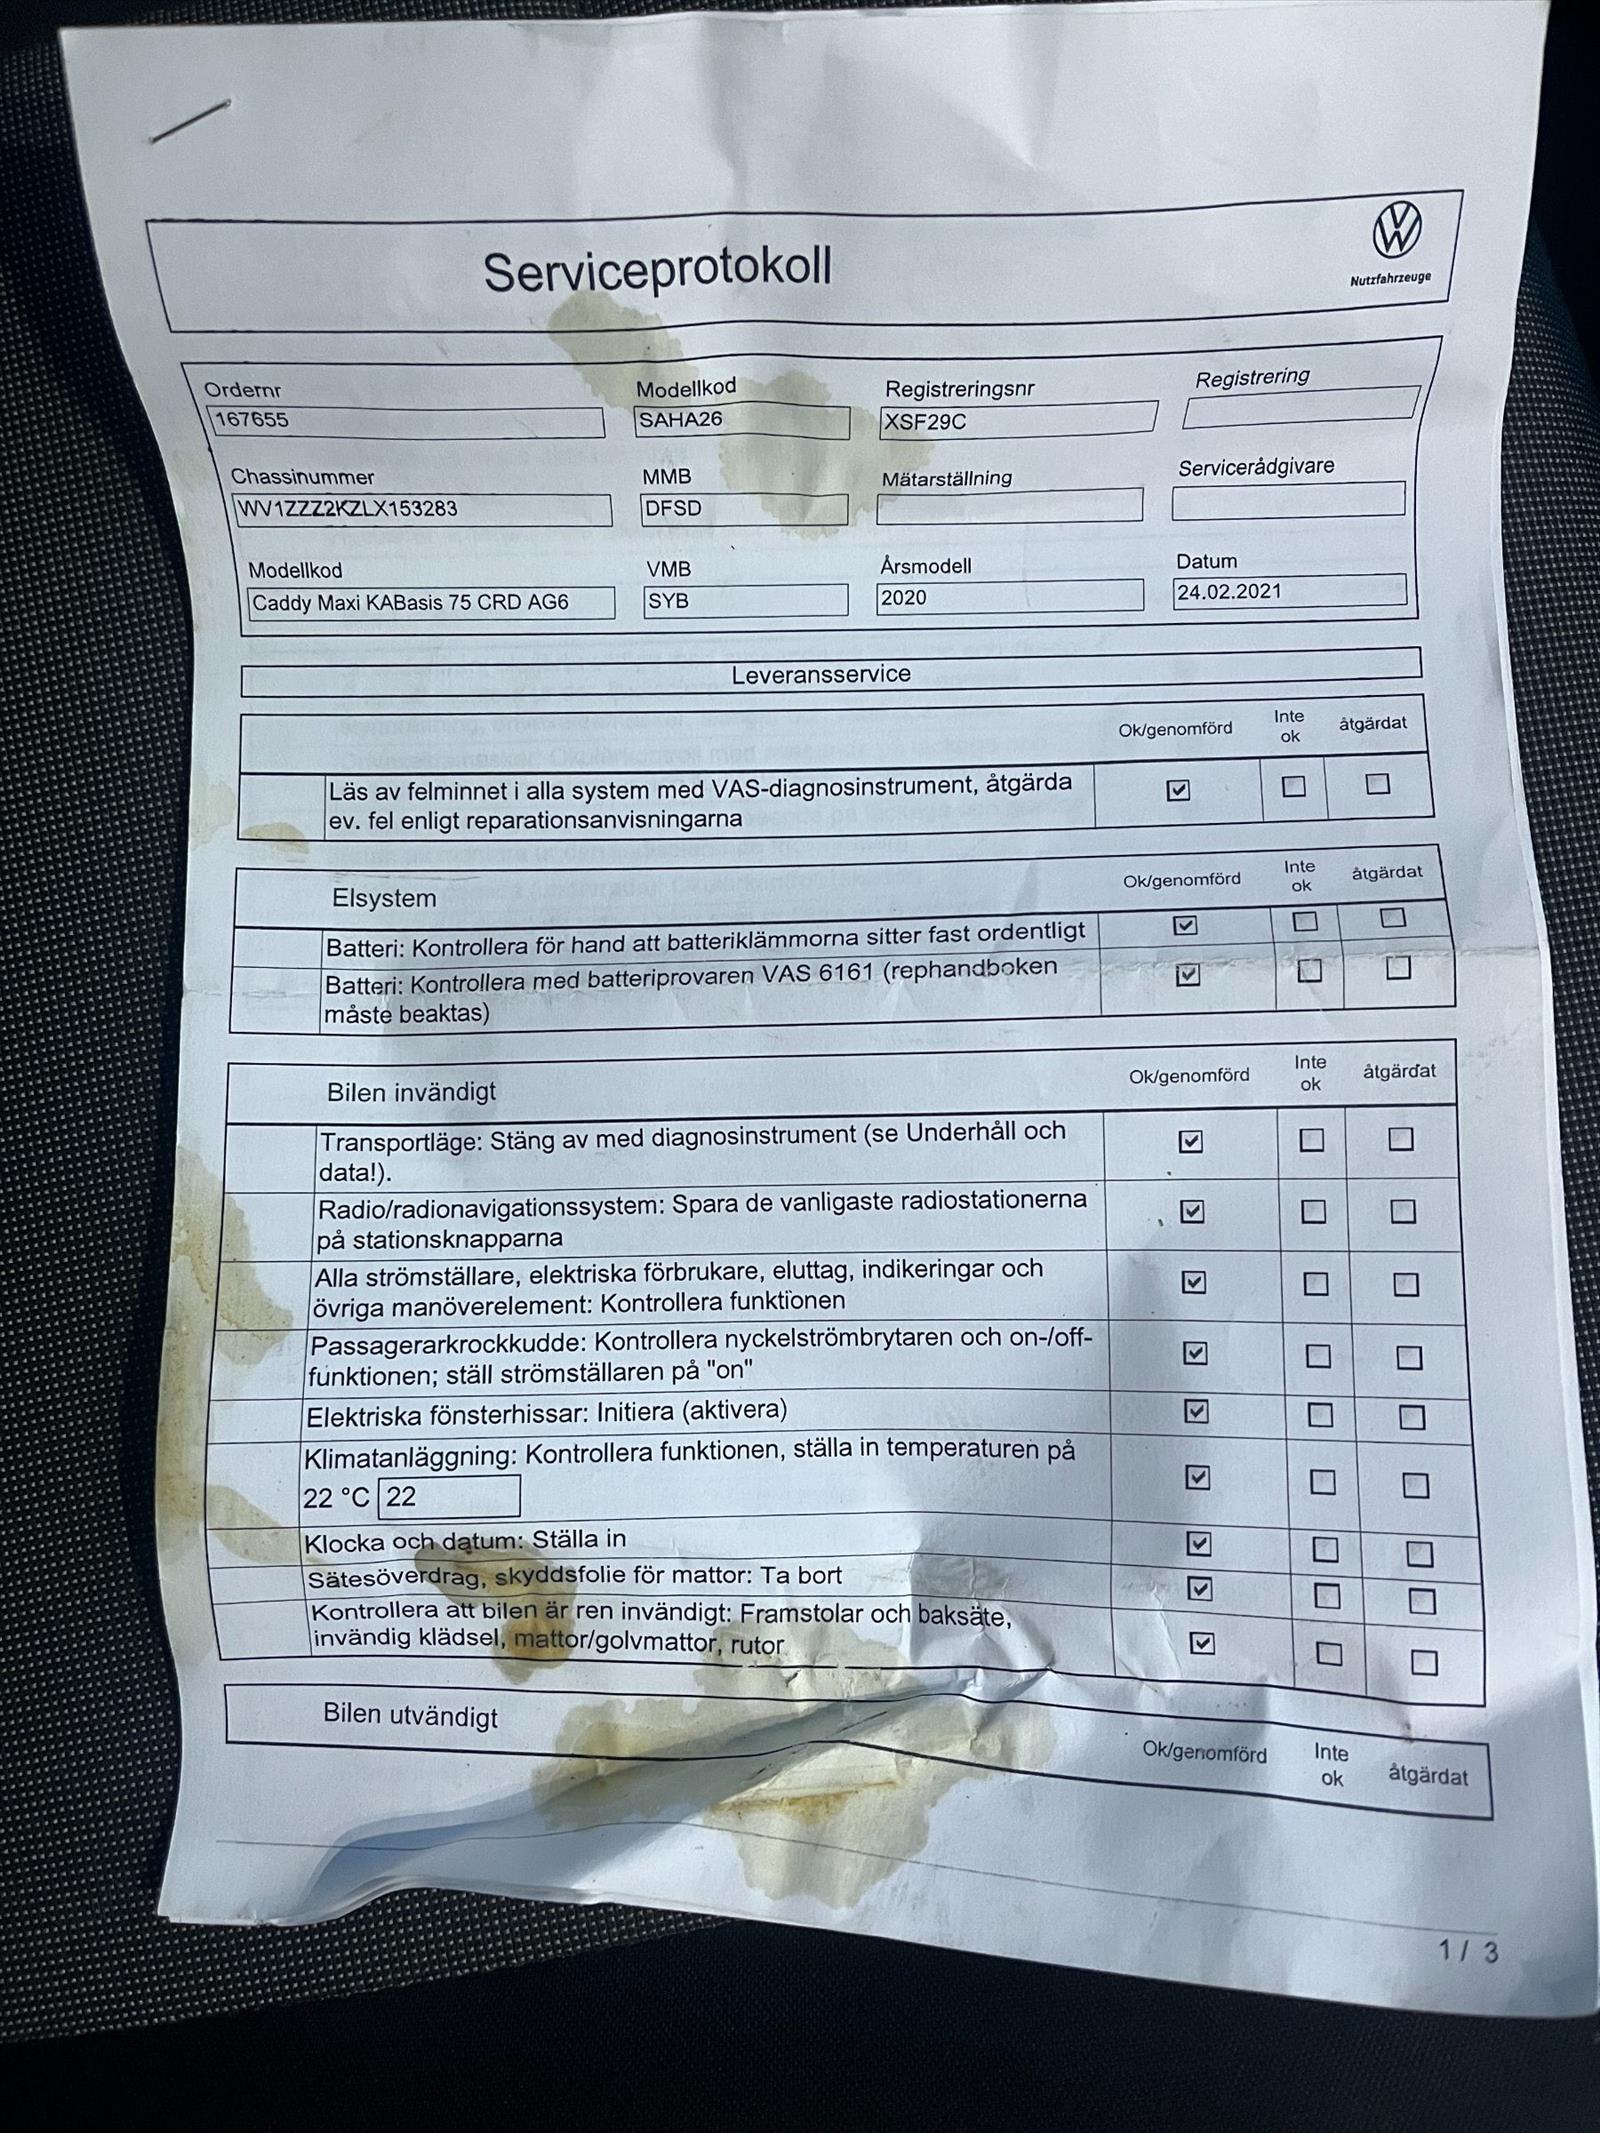 Serviceprotokoll
Nutzfahrzeuge
Ordernr Modellkod Registreringsnr Registrering
167655 SAHA26 XSF29C
Chassinummer MMB Mätarställning Servicerådgivare
WV1ZZZ2KZLX153283 DFSD
Modellkod VMB Årsmodell Datum
Caddy Maxi KABasis 75 CRD AG6 SYB 2020 24.02.2021
Leveransservice
Ok/genomförd Inte ok åtgärdat
Läs av felminnet i alla system med VAS-diagnosinstrument, åtgärda
ev. fel enligt reparationsanvisningarna
Elsystem Ok/genomförd Inte ok åtgärdat
Batteri: Kontrollera för hand att batteriklämmorna sitter fast ordentligt
Batteri: Kontrollera med batteriprovaren VAS 6161 (rephandboken
måste beaktas)
Bilen invändigt Ok/genomförd Inte ok åtgärdat
Transportläge: Stäng av med diagnosinstrument (se Underhåll och
data!).
Radio/radionavigationssystem: Spara de vanligaste radiostationerna
på stationsknapparna
Alla strömställare, elektriska förbrukare, eluttag, indikeringar och
övriga manöverelement: Kontrollera funktionen
Passagerarkrockkudde: Kontrollera nyckelströmbrytaren och on-/off-
funktionen; ställ strömställaren på "on"
Elektriska fönsterhissar: Initiera (aktivera)
Klimatanläggning: Kontrollera funktionen, ställa in temperaturen på
22 °C 22
Klocka och datum: Ställa in
Sätesöverdrag, skyddsfolie för mattor: Ta bort
Kontrollera att bilen är ren invändigt: Framstolar och baksäte,
invändig klädsel, mattor/golvmattor, rutor
Bilen utvändigt Ok/genomförd Inte ok åtgärdat
1 / 3